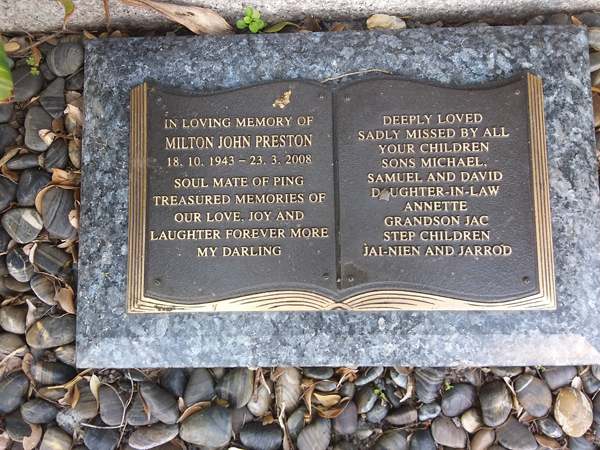 IN LOVING MEMORY OF
MILTON JOHN PRESTON
18. 10. 1943 – 23. 3. 2008
SOUL MATE OF PING
TREASURED MEMORIES OF
OUR LOVE, JOY AND
LAUGHTER FOREVER MORE
MY DARLING
DEEPLY LOVED
SADLY MISSED BY ALL
YOUR CHILDREN
SONS MICHAEL,
SAMUEL AND DAVID
DAUGHTER-IN-LAW
ANNETTE
GRANDSON JAC
STEP CHILDREN
JAI-NIEN AND JARROD